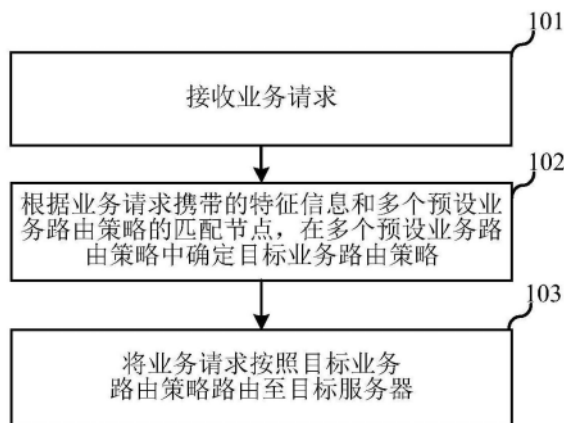 101
接收业务请求
102
根据业务请求携带的特征信息和多个预设业
务路由策略的匹配节点，在多个预设业务路
由策略中确定目标业务路由策略
103
将业务请求按照目标业务
路由策略路由至目标服务器